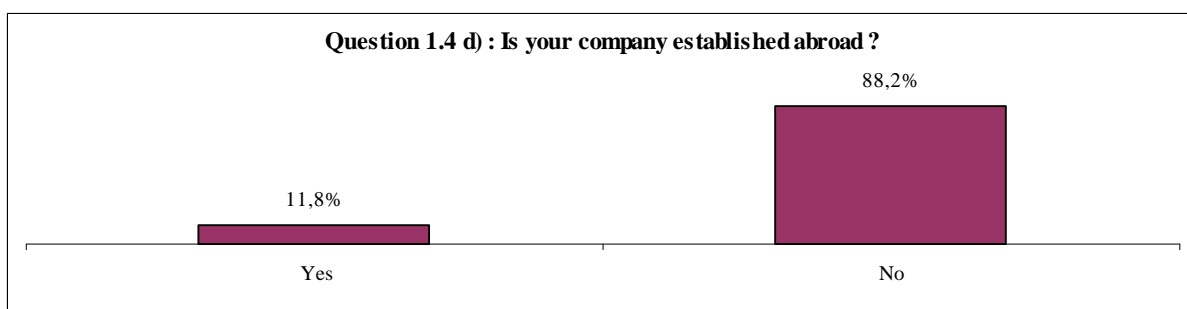 Question 1.4 d) : Is your company established abroad ?
88,2%
11,8%
Yes
No